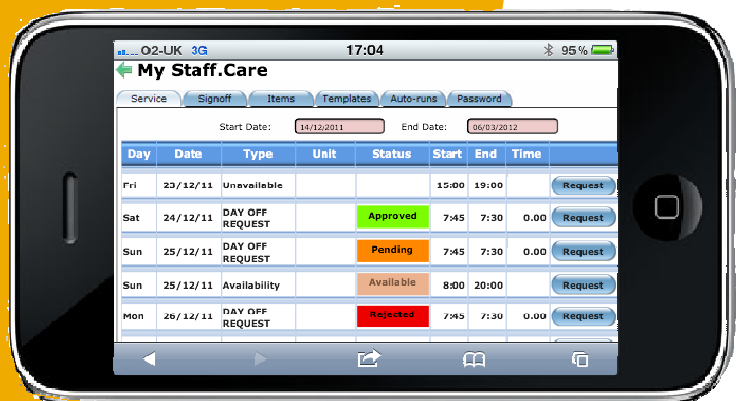 O2-UK 3G 17:04 95%
My Staff.Care
Service Signoff Items Templates Auto-runs Password
Start Date: 14/12/2011 End Date: 06/03/2012
Day Date Type Unit Status Start End Time
Fri 23/12/11 Unavailable 15:00 19:00 Request
Sat 24/12/11 DAY OFF REQUEST Approved 7:45 7:30 0.00 Request
Sun 25/12/11 DAY OFF REQUEST Pending 7:45 7:30 0.00 Request
Sun 25/12/11 Availability Available 8:00 20:00 Request
Mon 26/12/11 DAY OFF REQUEST Rejected 7:45 7:30 0.00 Request